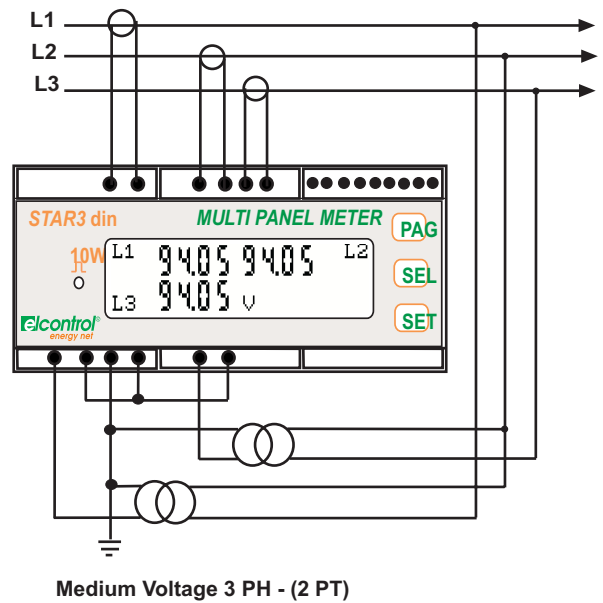 L1
L2
L3
STAR3 din MULTI PANEL METER
PAG
10W
L1 94.05 94.05 L2
L3 94.05 V
SEL
SET
elcontrol®
energy net
Medium Voltage 3 PH - (2 PT)